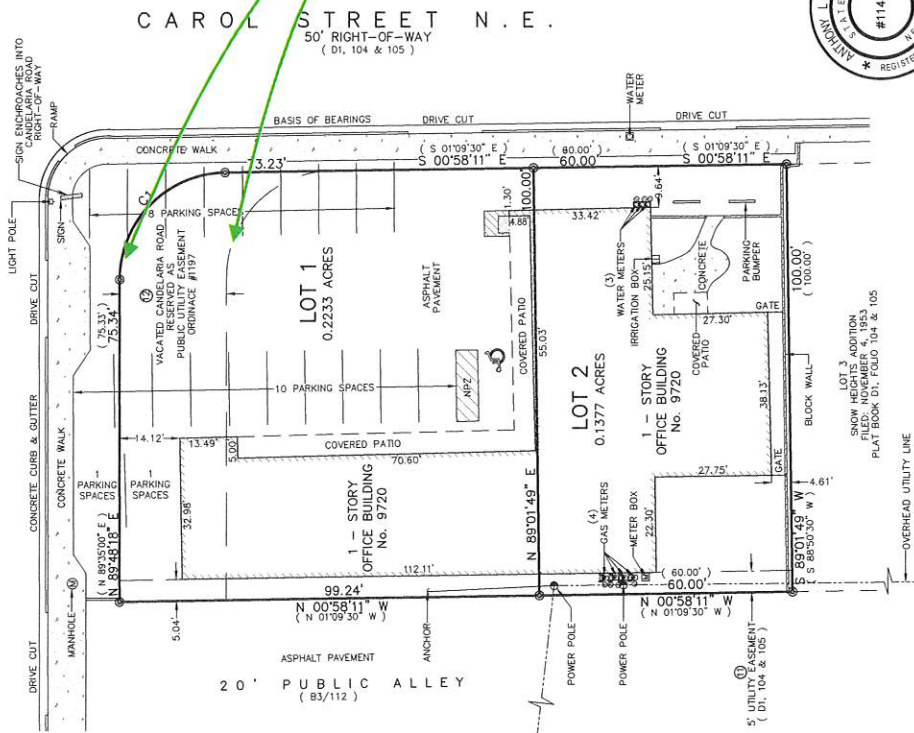 CAROL STREET N.E.
50' RIGHT-OF-WAY
( D1, 104 & 105 )
ANTHONY L
STATE
#114
NE
REGISTE
SIGN ENCHROACHES INTO
CANDELARIA ROAD
RIGHT-OF-WAY
RAMP
LIGHT POLE
SIGN
BASIS OF BEARINGS
DRIVE CUT
WATER
METER
DRIVE CUT
CONCRETE WALK
73.23'
( S 01°09'30" E )
S 00°58'11" E
( 60.00' )
60.00'
( S 01°09'30" E )
S 00°58'11" E
C1
8 PARKING SPACES
⑫
VACATED CANDELARIA ROAD
RESERVED AS
PUBLIC UTILITY EASEMENT
ORDINACE #1197
LOT 1
0.2233 ACRES
ASPHALT
PAVEMENT
1.30'
4.88'
100.00'
33.42'
9.64'
(3)
WATER METERS
IRRIGATION BOX
25.15'
CONCRETE
PARKING
BUMPER
GATE
27.30'
COVERED
PATIO
100.00'
( 100.00' )
DRIVE CUT
( 75.33' )
75.34'
10 PARKING SPACES
NPZ
COVERED PATIO
55.03'
LOT 2
0.1377 ACRES
1 - STORY
OFFICE BUILDING
No. 9720
38.13'
BLOCK WALL
LOT 3
SNOW HEIGHTS ADDITION
FILED: NOVEMBER 4, 1953
PLAT BOOK D1, FOLIO 104 & 105
CONCRETE CURB & GUTTER
CONCRETE WALK
14.12'
13.49'
5.00'
COVERED PATIO
70.60'
1
PARKING
SPACES
1
PARKING
SPACES
32.98'
1 - STORY
OFFICE BUILDING
No. 9720
N 89°01'49" E
27.75'
GATE
4.61'
(4)
GAS METERS
METER BOX
22.30'
S 89°01'49" W
( S 88°50'30" W )
OVERHEAD UTILITY LINE
( N 89°35'00" E )
N 89°48'18" E
112.11'
( 60.00' )
60.00'
99.24'
N 00°58'11" W
( N 01°09'30" W )
N 00°58'11" W
( N 01°09'30" W )
MANHOLE
M
DRIVE CUT
5.04'
ASPHALT PAVEMENT
ANCHOR
POWER POLE
POWER POLE
⑪
5' UTILITY EASEMENT
( D1, 104 & 105 )
20' PUBLIC ALLEY
( B3/112 )